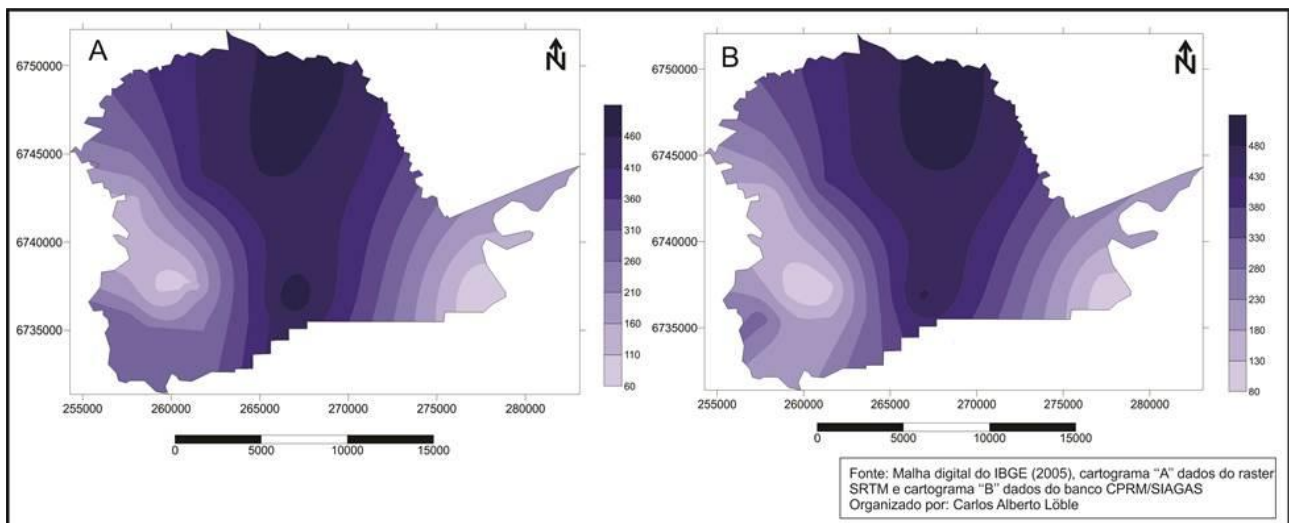 A
N
6750000
6745000
6740000
6735000
255000 260000 265000 270000 275000 280000
460
410
360
310
260
210
160
110
60
0 5000 10000 15000
B
N
6750000
6745000
6740000
6735000
255000 260000 265000 270000 275000 280000
480
430
380
330
280
230
180
130
80
0 5000 10000 15000
Fonte: Malha digital do IBGE (2005), cartograma “A” dados do raster
SRTM e cartograma “B” dados do banco CPRM/SIAGAS
Organizado por: Carlos Alberto Löble